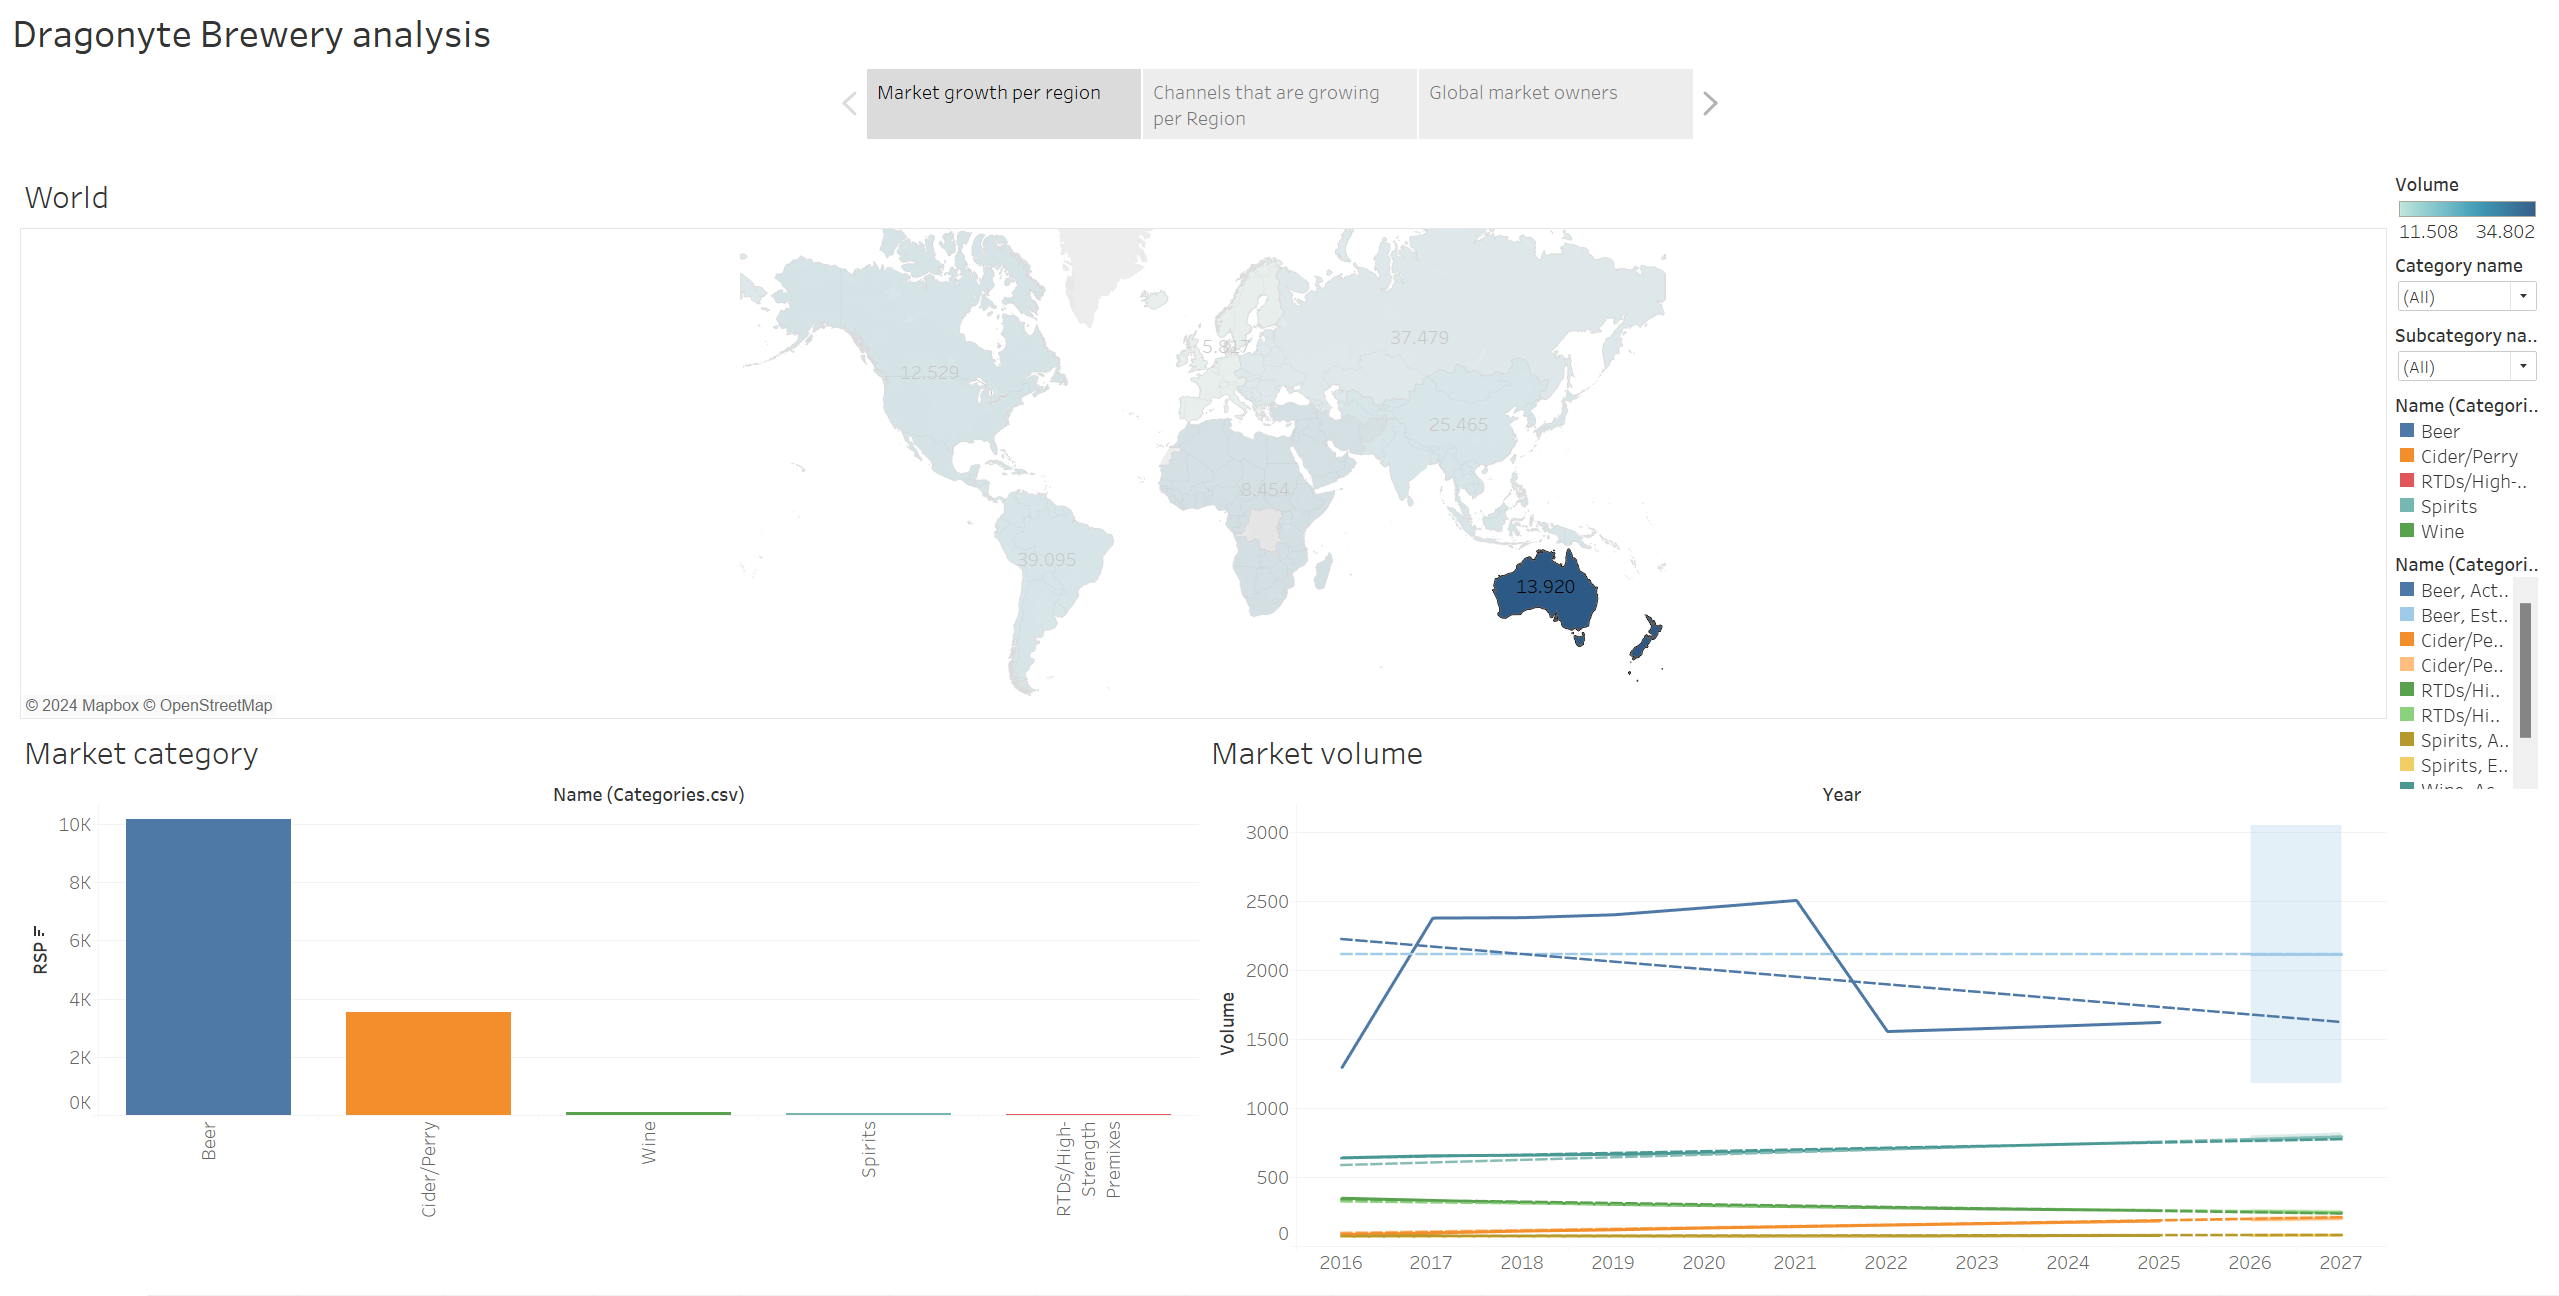 Dragonyte Brewery analysis
Market growth per region
Channels that are growing
per Region
Global market owners
World
12.529
37.479
25.465
8.454
39.095
13.920
© 2024 Mapbox © OpenStreetMap
Volume
11.508 34.802
Category name
(All)
Subcategory na..
(All)
Name (Categori..
Beer
Cider/Perry
RTDs/High-..
Spirits
Wine
Name (Categori..
Beer, Act..
Beer, Est..
Cider/Pe..
Cider/Pe..
RTDs/Hi..
RTDs/Hi..
Spirits, A..
Spirits, E..
Market category
Name (Categories.csv)
RSP
10K
8K
6K
4K
2K
0K
Beer
Cider/Perry
Wine
Spirits
RTDs/High-
Strength
Premixes
Market volume
Year
Volume
3000
2500
2000
1500
1000
500
0
2016 2017 2018 2019 2020 2021 2022 2023 2024 2025 2026 2027